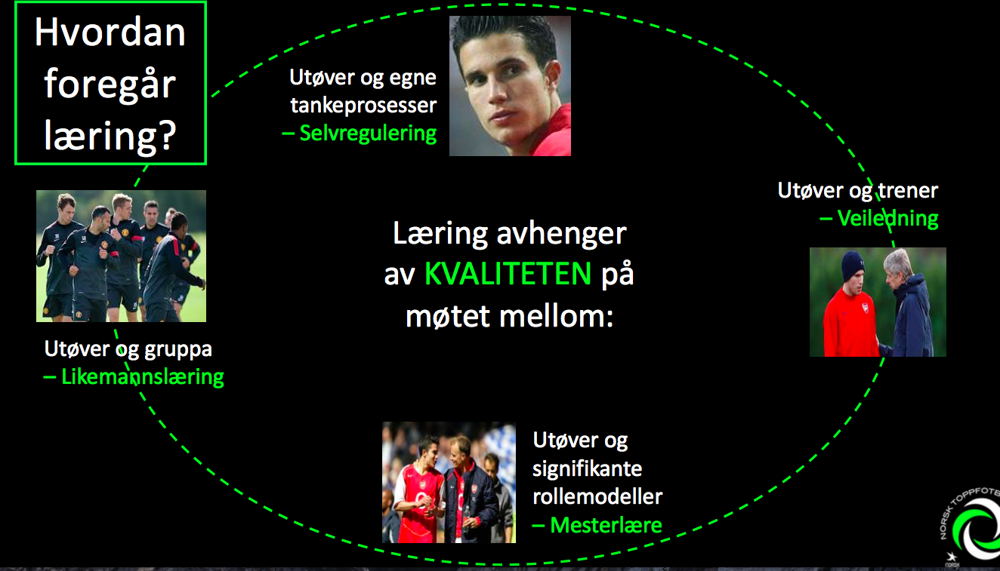 Hvordan
foregår
læring?
Utøver og egne
tankeprosesser
– Selvregulering
Utøver og trener
– Veiledning
Læring avhenger
av KVALITETEN på
møtet mellom:
Utøver og gruppa
– Likemannslæring
Utøver og
signifikante
rollemodeller
– Mesterlære
NORSK TOPPFOTB
NORSK